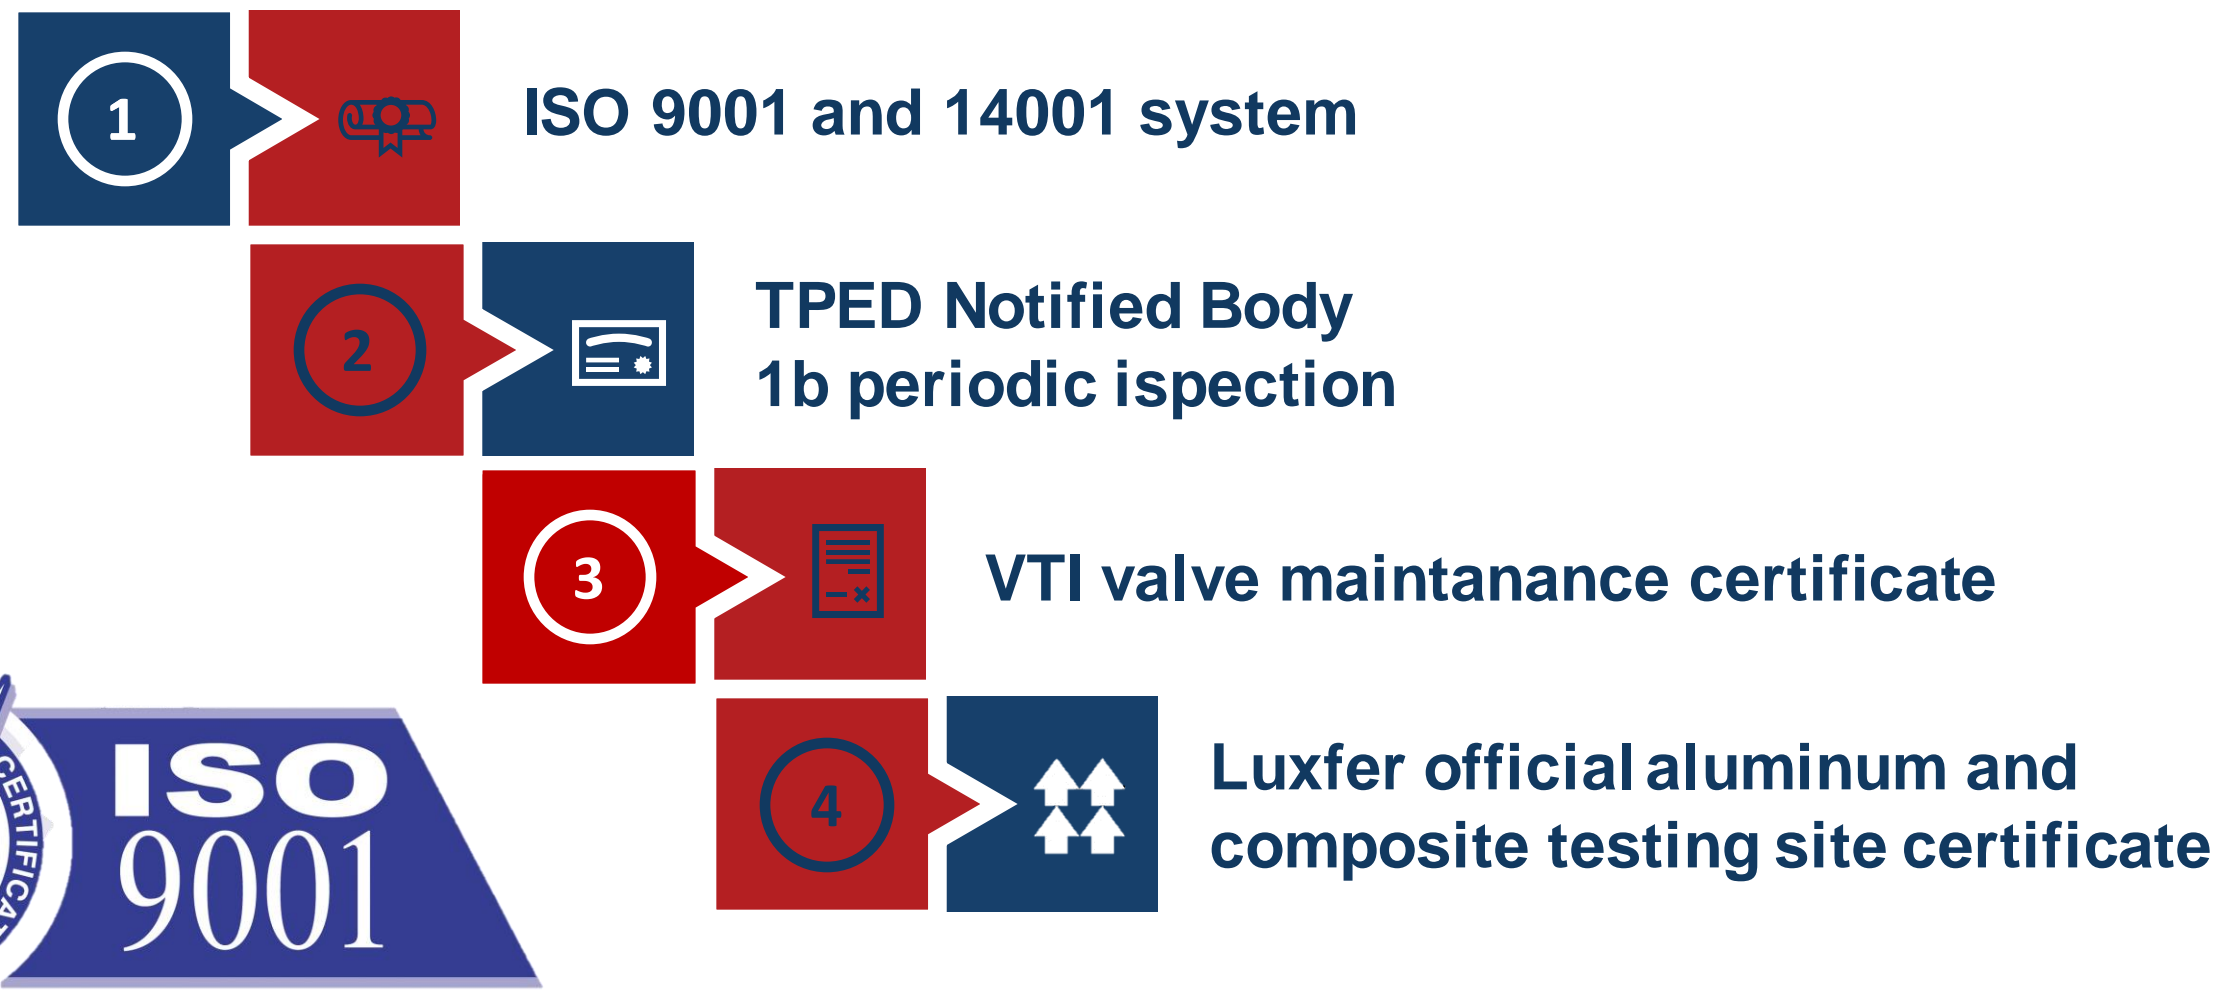 1
ISO 9001 and 14001 system
2
TPED Notified Body
1b periodic ispection
3
VTI valve maintanance certificate
4
Luxfer official aluminum and
composite testing site certificate
ISO
9001